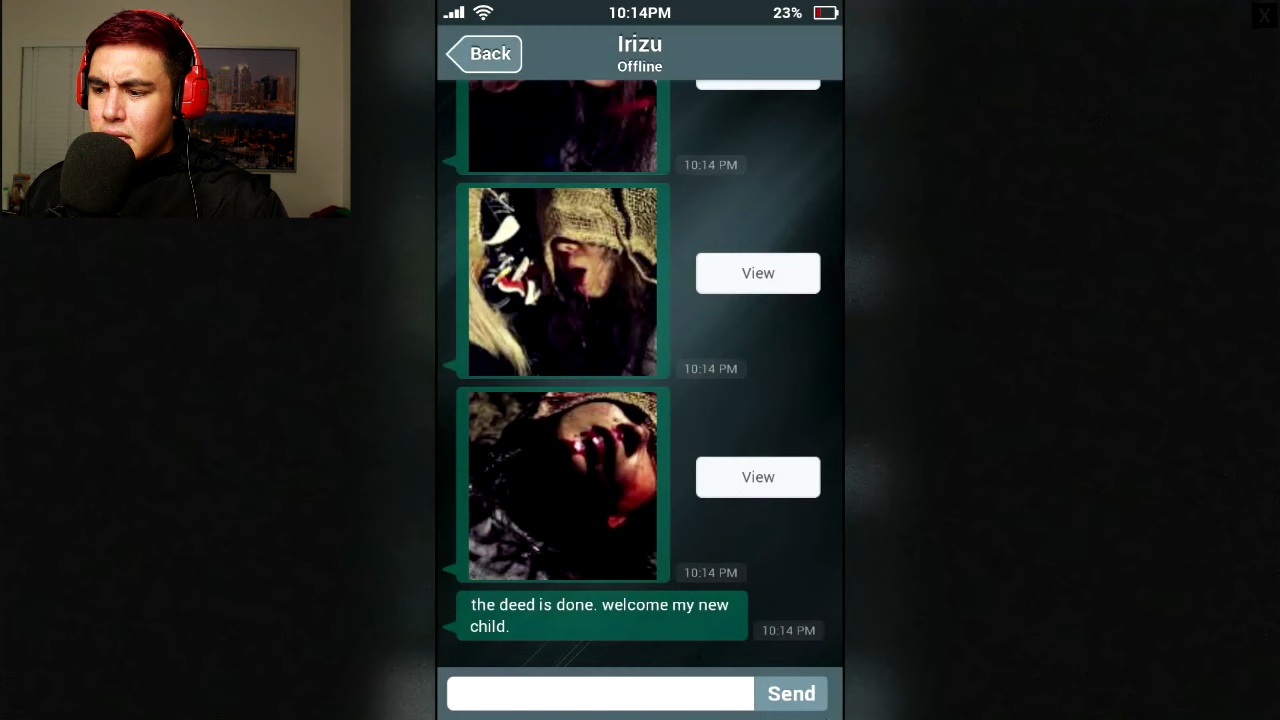 10:14PM
23%
Back
Irizu
Offline
10:14 PM
View
10:14 PM
View
10:14 PM
the deed is done. welcome my new
child.
10:14 PM
Send
X